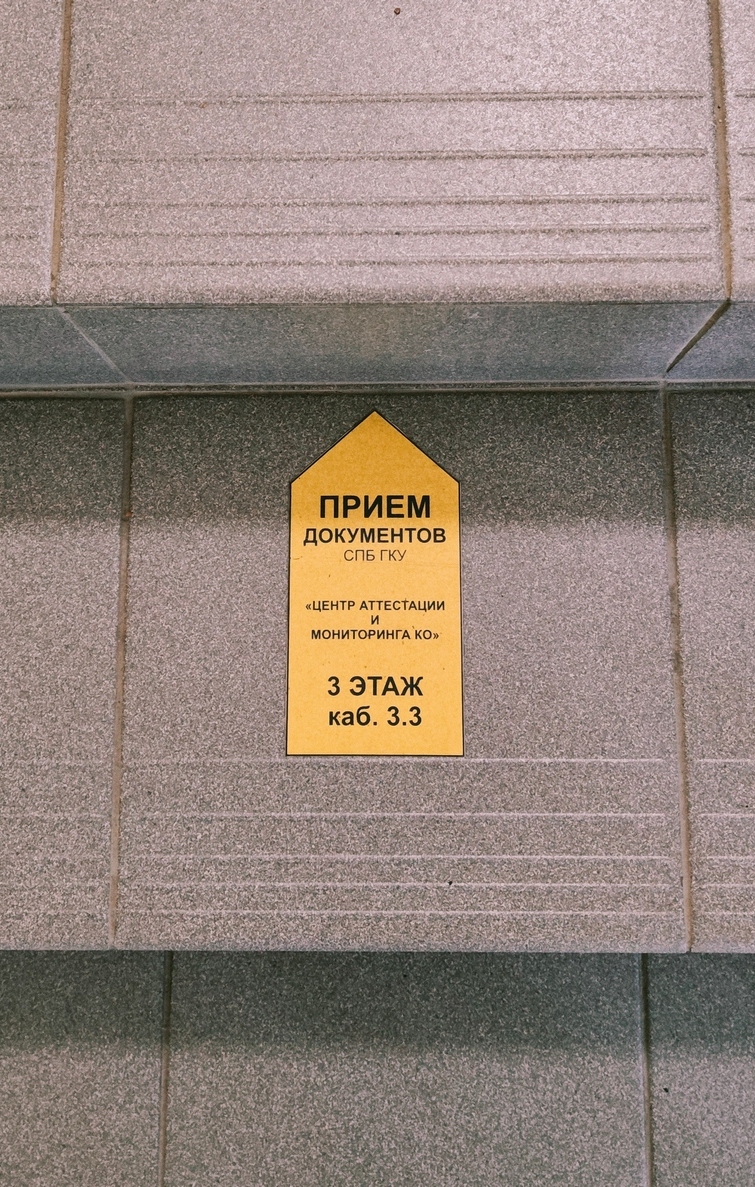 ПРИЕМ
ДОКУМЕНТОВ
СПБ ГКУ
«ЦЕНТР АТТЕСТАЦИИ
И
МОНИТОРИНГА КО»
3 ЭТАЖ
каб. 3.3